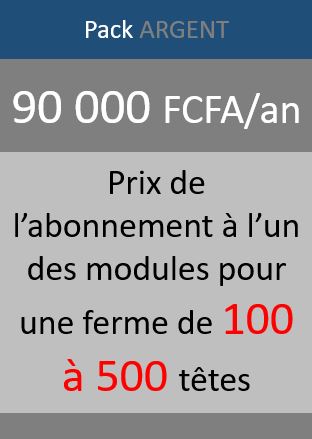 Pack ARGENT
90 000 FCFA/an
Prix de
l’abonnement à l’un
des modules pour
une ferme de 100
à 500 têtes